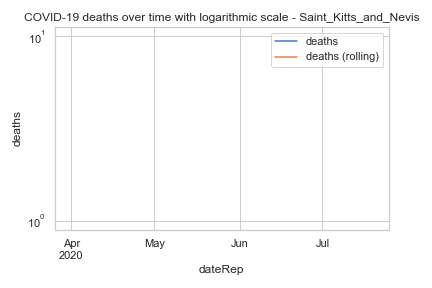 COVID-19 deaths over time with logarithmic scale - Saint_Kitts_and_Nevis
10¹
deaths
deaths (rolling)
deaths
10⁰
Apr
2020
May
Jun
Jul
dateRep